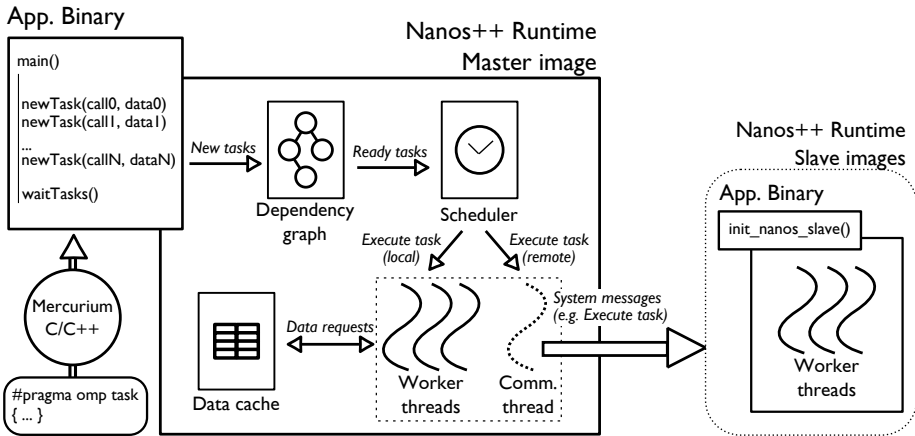 App. Binary
main()
newTask(call0, data0)
newTask(call1, data1)
...
newTask(callN, dataN)
waitTasks()
Mercurium
C/C++
#pragma omp task
{ ... }
Nanos++ Runtime
Master image
New tasks
Dependency
graph
Ready tasks
Scheduler
Execute task
(local)
Execute task
(remote)
Data cache
Data requests
Worker
threads
Comm.
thread
System messages
(e.g. Execute task)
Nanos++ Runtime
Slave images
App. Binary
init_nanos_slave()
Worker
threads